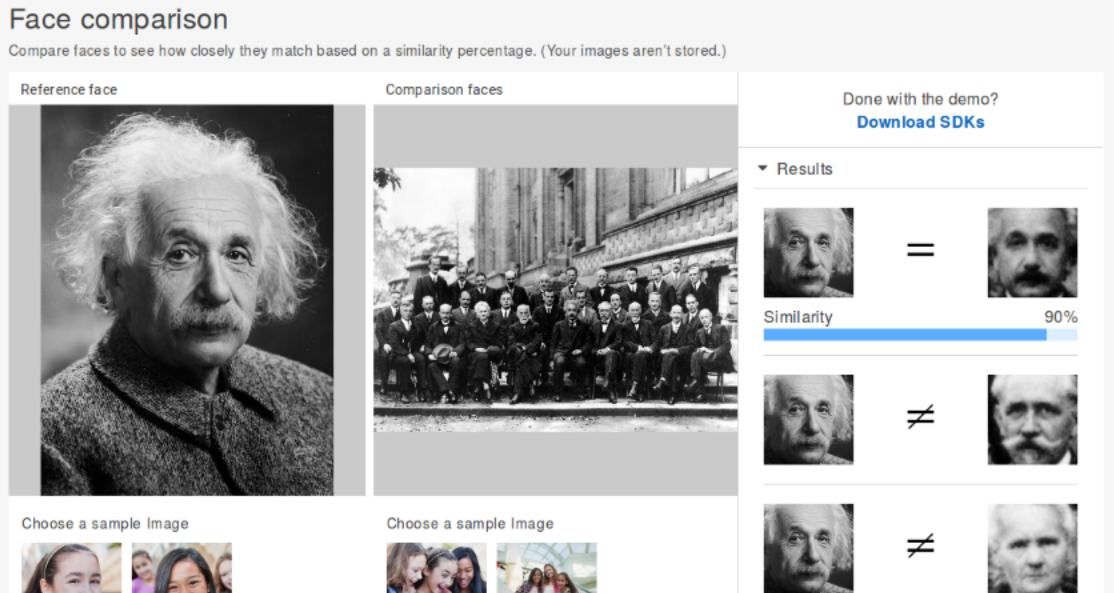 Face comparison
Compare faces to see how closely they match based on a similarity percentage. (Your images aren't stored.)
Reference face
Comparison faces
Choose a sample Image
Choose a sample Image
Done with the demo?
Download SDKs
Results
=
Similarity 90%
≠
≠